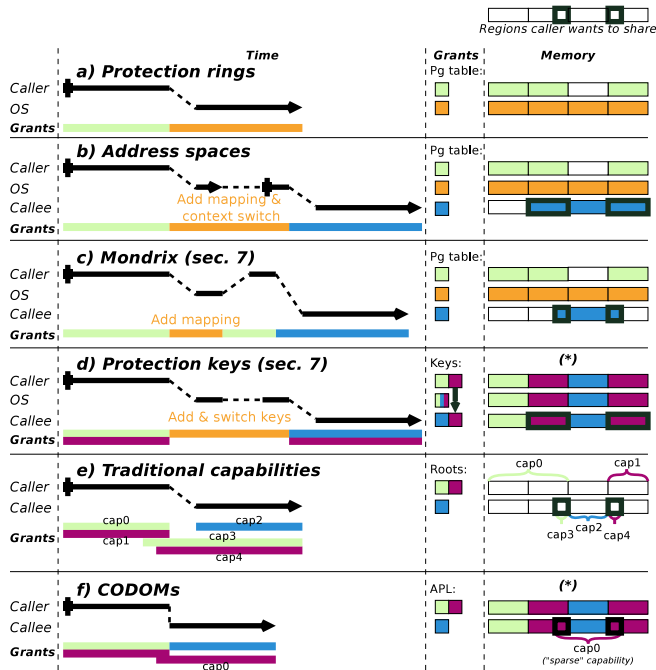 Regions caller wants to share
Time
Grants
Memory
a) Protection rings
Pg table:
Caller
OS
Grants
b) Address spaces
Pg table:
Caller
OS
Add mapping &
context switch
Callee
Grants
c) Mondrix (sec. 7)
Pg table:
Caller
OS
Callee
Add mapping
Grants
d) Protection keys (sec. 7)
Keys:
(*)
Caller
OS
Add & switch keys
Callee
Grants
e) Traditional capabilities
Roots:
cap0
cap1
Caller
Callee
cap0
cap2
Grants
cap1
cap3
cap4
cap3
cap2
cap4
f) CODOMs
APL:
(*)
Caller
Callee
Grants
cap0
cap0
("sparse" capability)